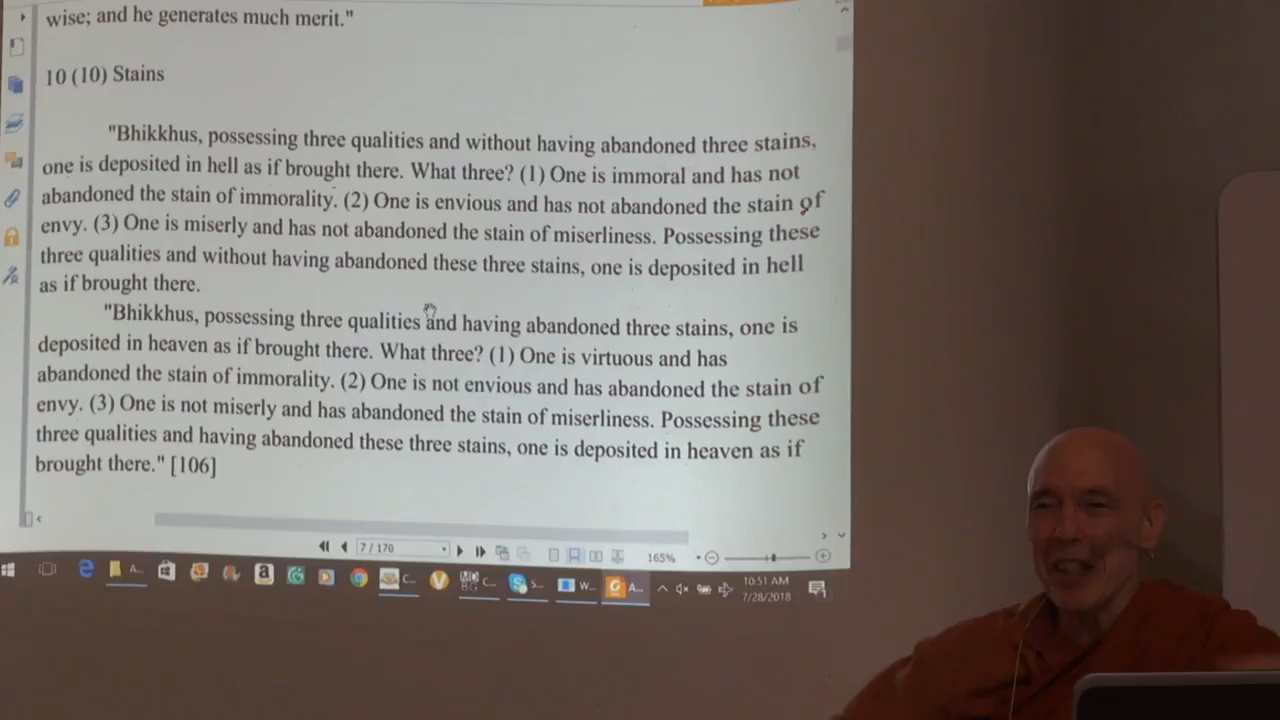 wise; and he generates much merit."
10 (10) Stains
"Bhikkhus, possessing three qualities and without having abandoned three stains,
one is deposited in hell as if brought there. What three? (1) One is immoral and has not
abandoned the stain of immorality. (2) One is envious and has not abandoned the stain of
envy. (3) One is miserly and has not abandoned the stain of miserliness. Possessing these
three qualities and without having abandoned these three stains, one is deposited in hell
as if brought there.
"Bhikkhus, possessing three qualities and having abandoned three stains, one is
deposited in heaven as if brought there. What three? (1) One is virtuous and has
abandoned the stain of immorality. (2) One is not envious and has abandoned the stain of
envy. (3) One is not miserly and has abandoned the stain of miserliness. Possessing these
three qualities and having abandoned these three stains, one is deposited in heaven as if
brought there." [106]
7 / 170
165%
A... C... C... S... W... A... 10:51 AM
7/28/2018